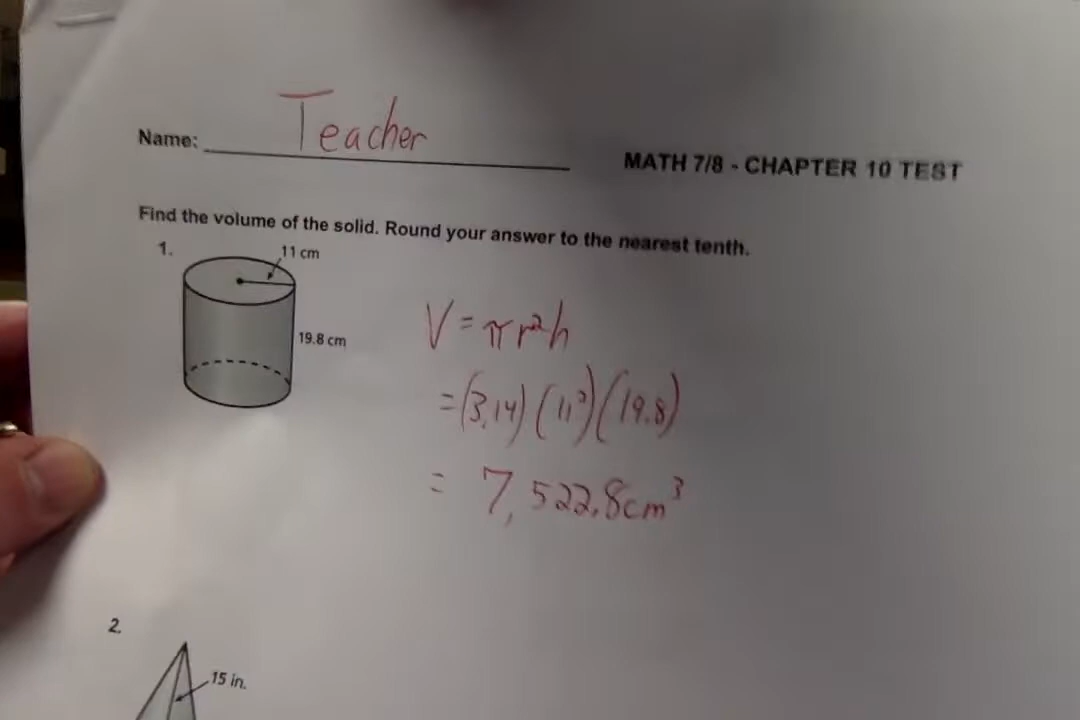 Teacher
Name:
MATH 7/8 - CHAPTER 10 TEST
Find the volume of the solid. Round your answer to the nearest tenth.
1.
11 cm
19.8 cm
V = πr²h
= (3.14) (11²) (19.8)
= 7,522.8cm³
2.
15 in.